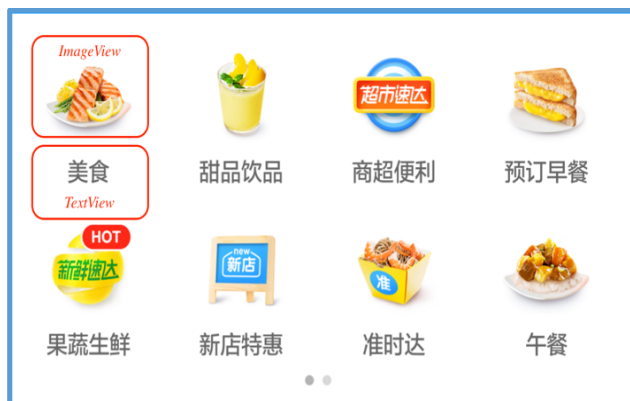 ImageView
超市速达
美食
甜品饮品
商超便利
预订早餐
TextView
HOT
新鲜速达
new
新店
准
果蔬生鲜
新店特惠
准时达
午餐